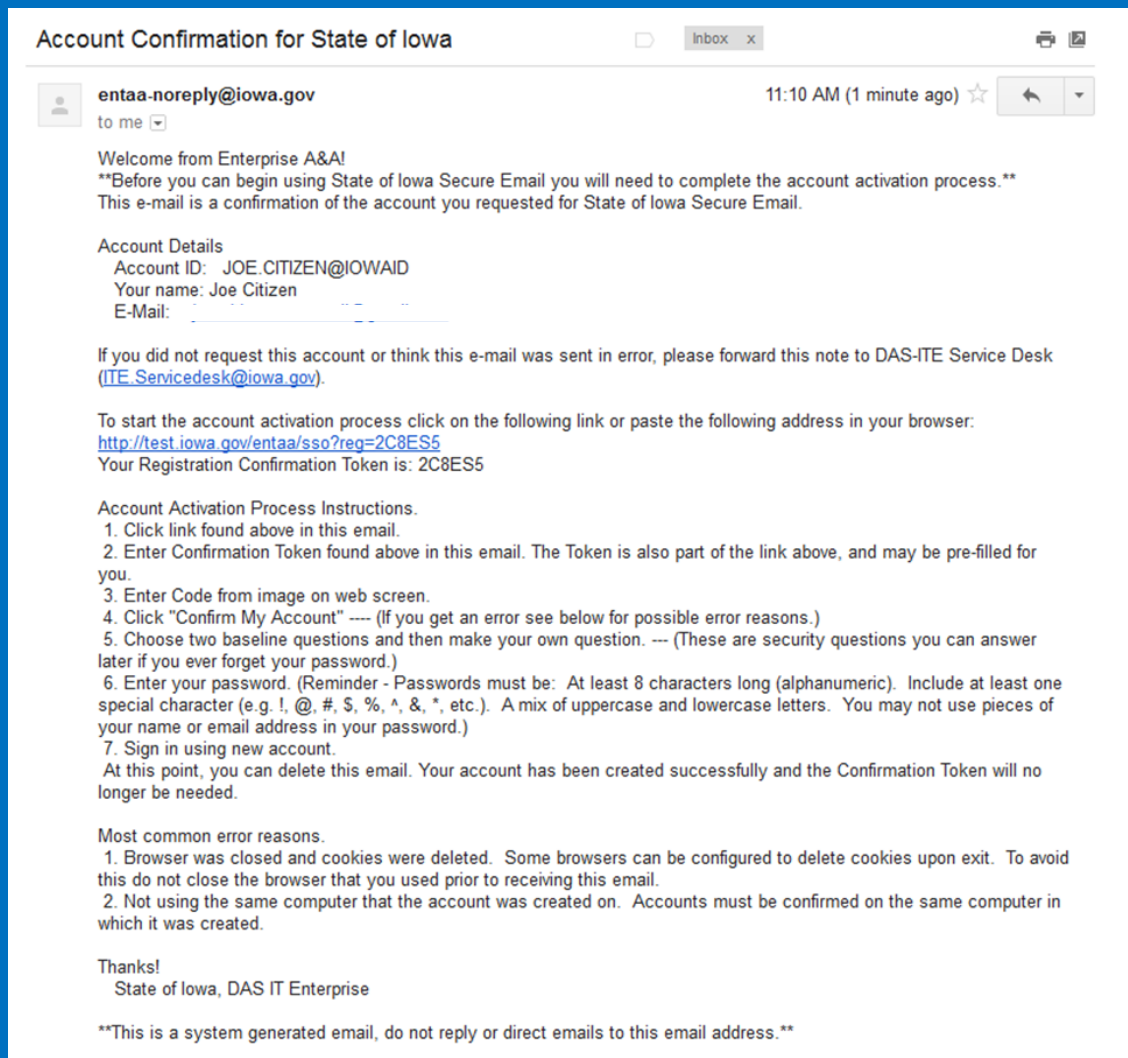 Account Confirmation for State of Iowa
Inbox x
entaa-noreply@iowa.gov
11:10 AM (1 minute ago)
to me
Welcome from Enterprise A&A!
**Before you can begin using State of Iowa Secure Email you will need to complete the account activation process.**
This e-mail is a confirmation of the account you requested for State of Iowa Secure Email.
Account Details
Account ID: JOE.CITIZEN@IOWAID
Your name: Joe Citizen
E-Mail:
If you did not request this account or think this e-mail was sent in error, please forward this note to DAS-ITE Service Desk
(ITE.Servicedesk@iowa.gov).
To start the account activation process click on the following link or paste the following address in your browser:
http://test.iowa.gov/entaa/sso?reg=2C8ES5
Your Registration Confirmation Token is: 2C8ES5
Account Activation Process Instructions.
1. Click link found above in this email.
2. Enter Confirmation Token found above in this email. The Token is also part of the link above, and may be pre-filled for
you.
3. Enter Code from image on web screen.
4. Click "Confirm My Account" ---- (If you get an error see below for possible error reasons.)
5. Choose two baseline questions and then make your own question. --- (These are security questions you can answer
later if you ever forget your password.)
6. Enter your password. (Reminder - Passwords must be: At least 8 characters long (alphanumeric). Include at least one
special character (e.g. !, @, #, $, %, ^, &, *, etc.). A mix of uppercase and lowercase letters. You may not use pieces of
your name or email address in your password.)
7. Sign in using new account.
At this point, you can delete this email. Your account has been created successfully and the Confirmation Token will no
longer be needed.
Most common error reasons.
1. Browser was closed and cookies were deleted. Some browsers can be configured to delete cookies upon exit. To avoid
this do not close the browser that you used prior to receiving this email.
2. Not using the same computer that the account was created on. Accounts must be confirmed on the same computer in
which it was created.
Thanks!
State of Iowa, DAS IT Enterprise
**This is a system generated email, do not reply or direct emails to this email address.**